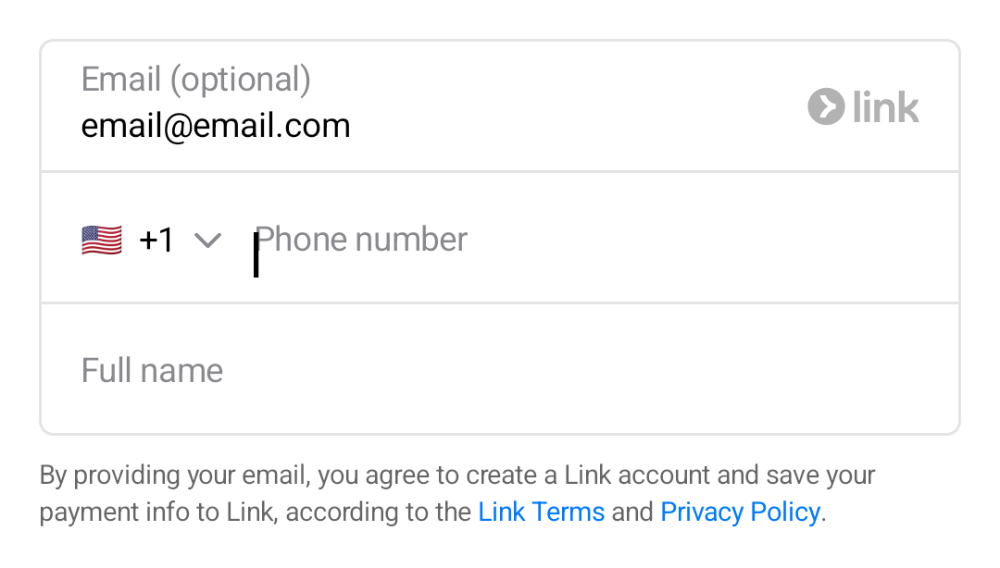 Email (optional)
email@email.com
link
+1
Phone number
Full name
By providing your email, you agree to create a Link account and save your
payment info to Link, according to the Link Terms and Privacy Policy.